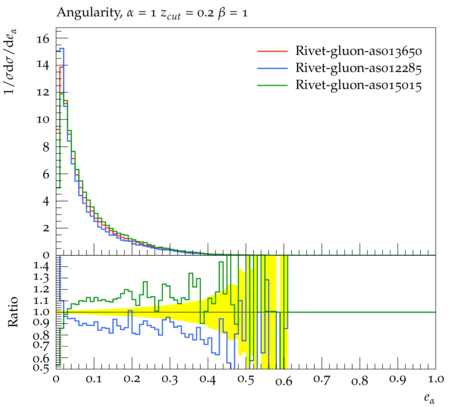 Angularity, α = 1 z_cut = 0.2 β = 1
1/σdσ/de_α
16
14
12
10
8
6
4
2
0
Rivet-gluon-aso13650
Rivet-gluon-aso12285
Rivet-gluon-aso15015
Ratio
1.4
1.3
1.2
1.1
1.0
0.9
0.8
0.7
0.6
0.5
0 0.1 0.2 0.3 0.4 0.5 0.6 0.7 0.8 0.9 1.0
e_α